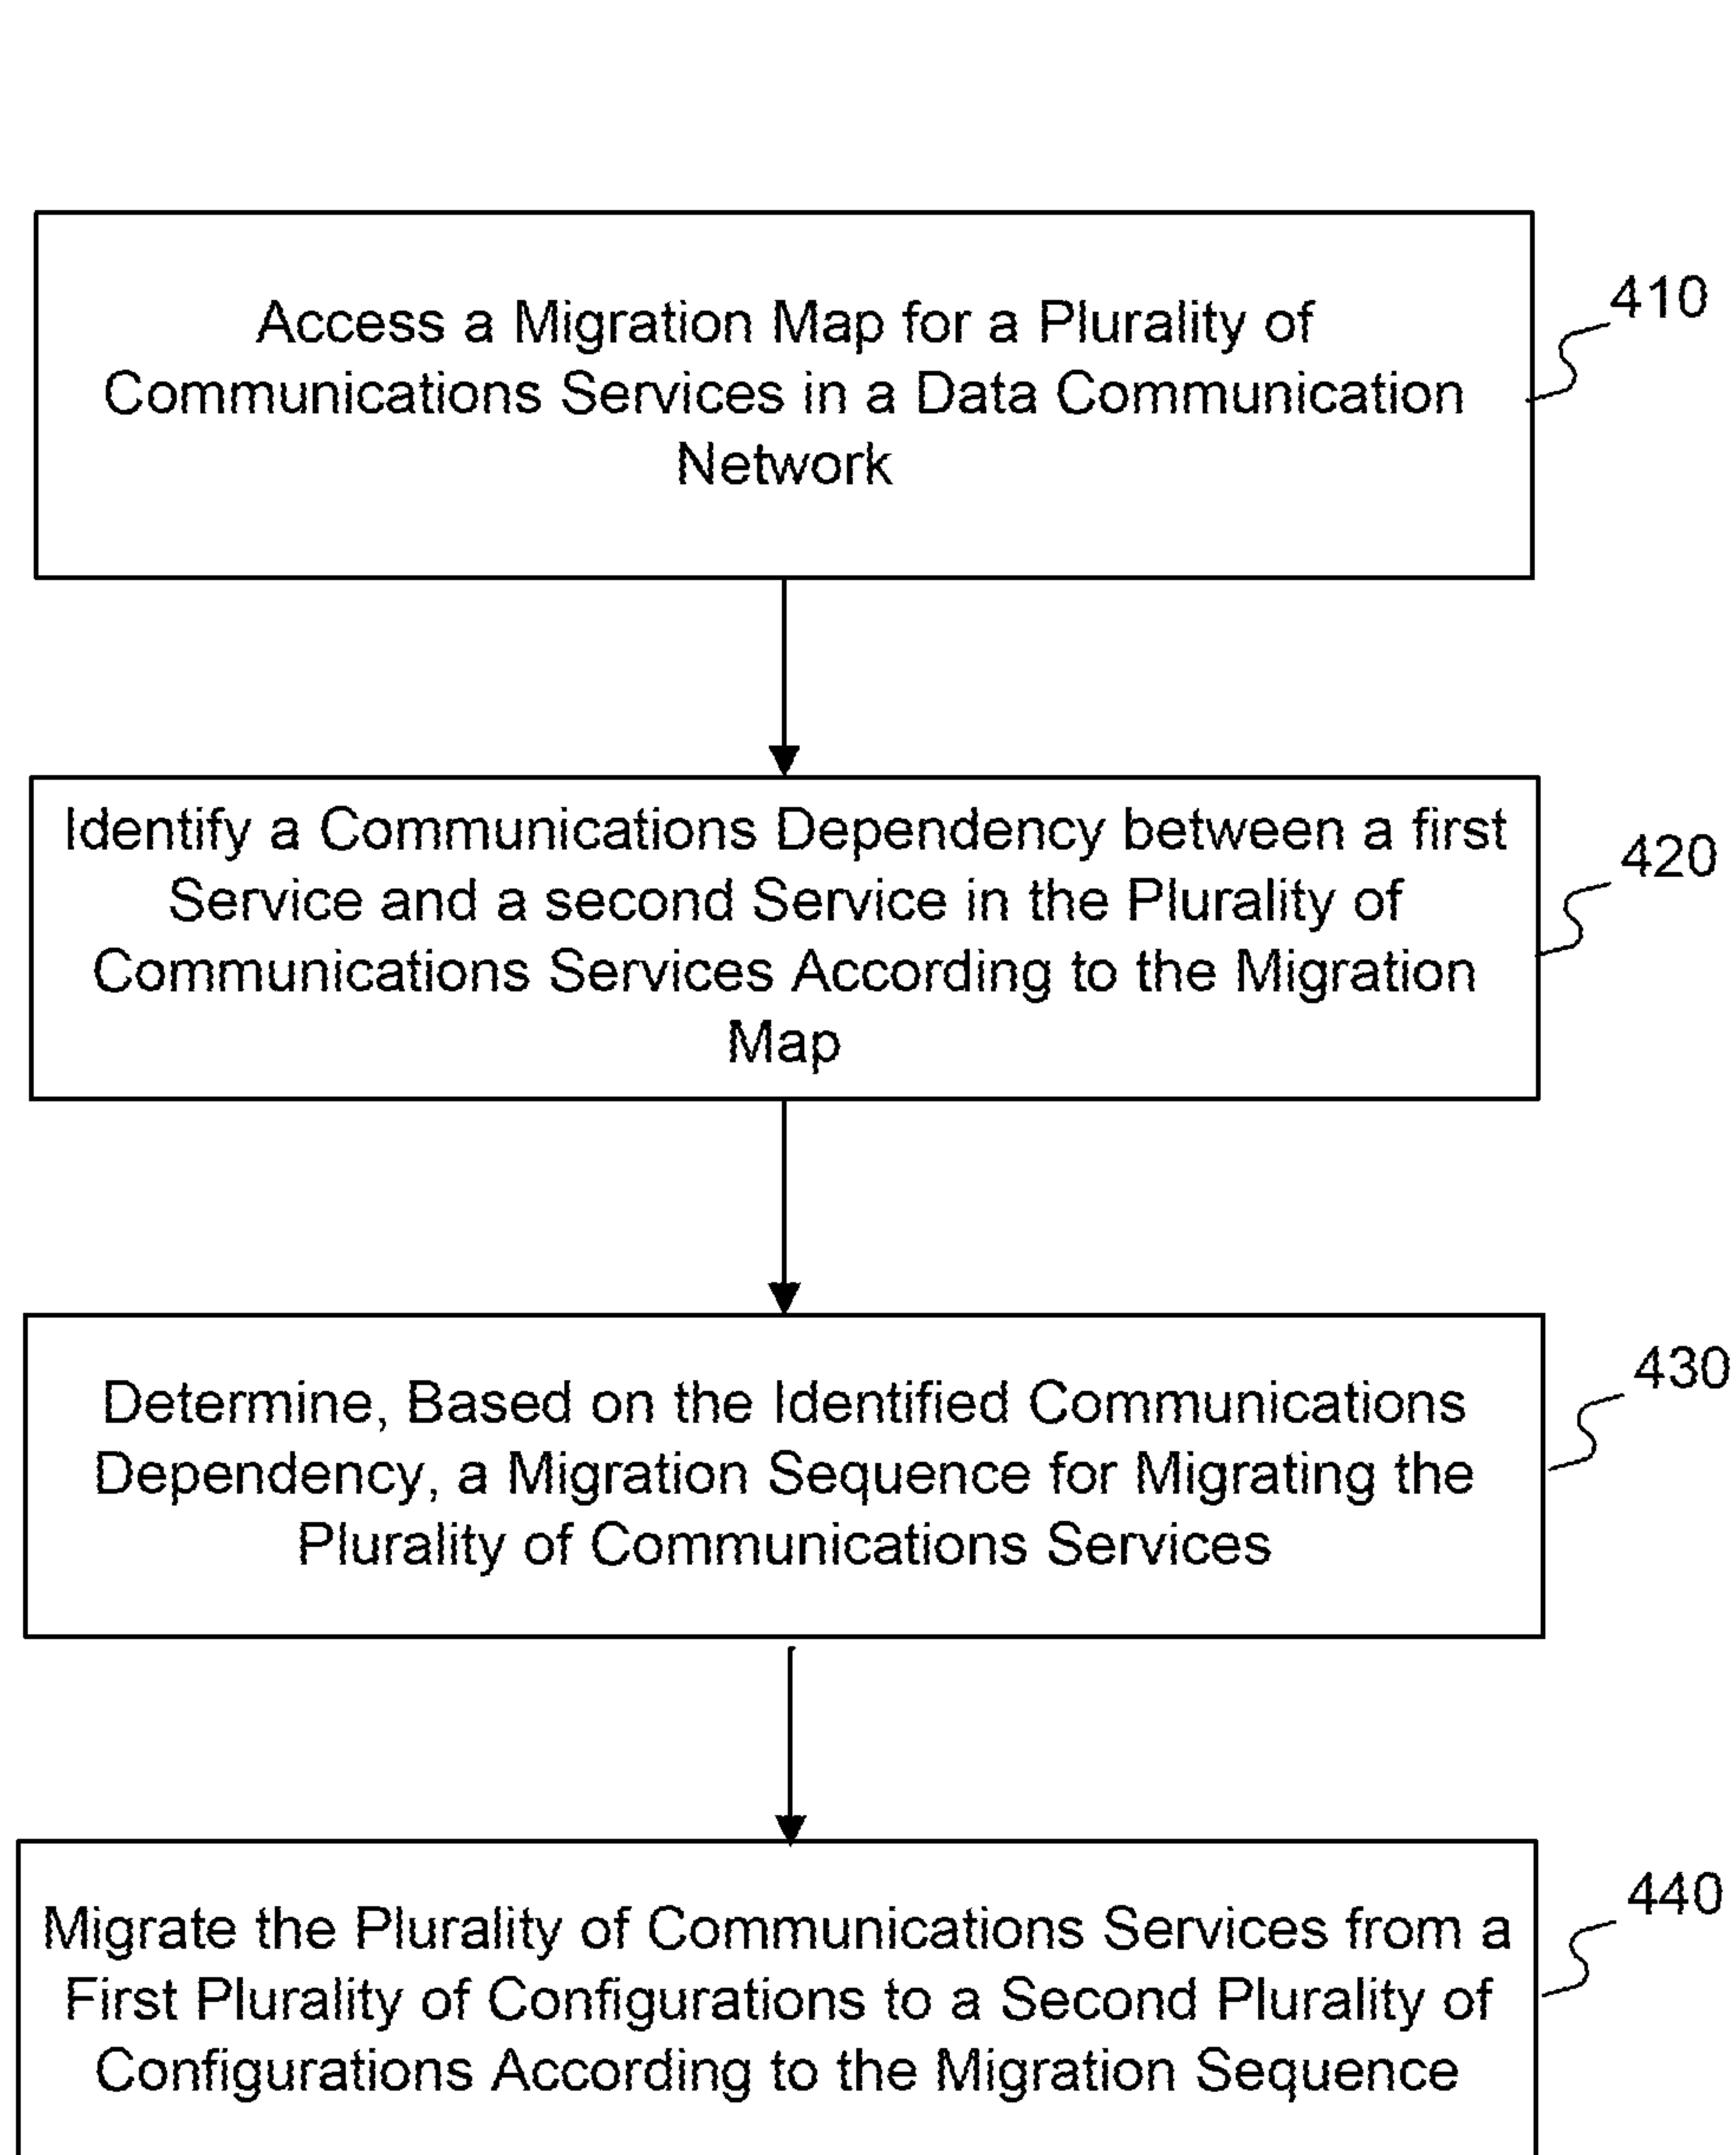 Access a Migration Map for a Plurality of
Communications Services in a Data Communication
Network
410
Identify a Communications Dependency between a first
Service and a second Service in the Plurality of
Communications Services According to the Migration
Map
420
Determine, Based on the Identified Communications
Dependency, a Migration Sequence for Migrating the
Plurality of Communications Services
430
Migrate the Plurality of Communications Services from a
First Plurality of Configurations to a Second Plurality of
Configurations According to the Migration Sequence
440